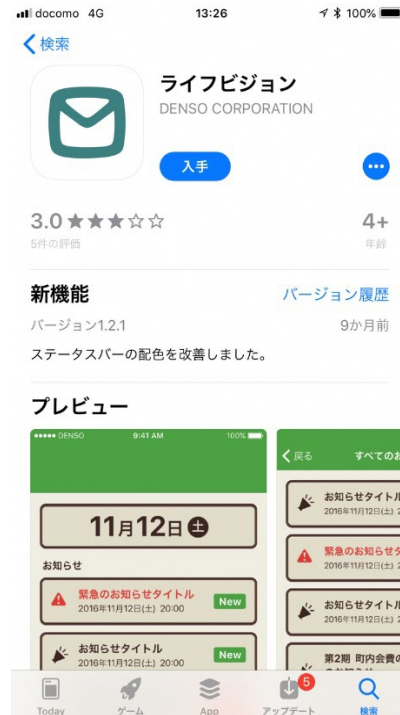 docomo 4G 13:26 100%
検索
ライフビジョン
DENSO CORPORATION
入手
3.0 ★★★☆☆ 4+
5件の評価 年齢
新機能 バージョン履歴
バージョン1.2.1 9か月前
ステータスバーの配色を改善しました。
プレビュー
DENSO 9:41 AM 100%
11月12日 土
お知らせ
緊急のお知らせタイトル
2016年11月12日(土) 20:00
New
お知らせタイトル
2016年11月12日(土) 20:00
New
戻る すべてのお
お知らせタイトル
2016年11月12日(土) 2
緊急のお知らせタ
2016年11月12日(土) 2
お知らせタイトル
2016年11月12日(土) 2
第2期 町内会費の
5
Today ゲーム App アップデート 検索